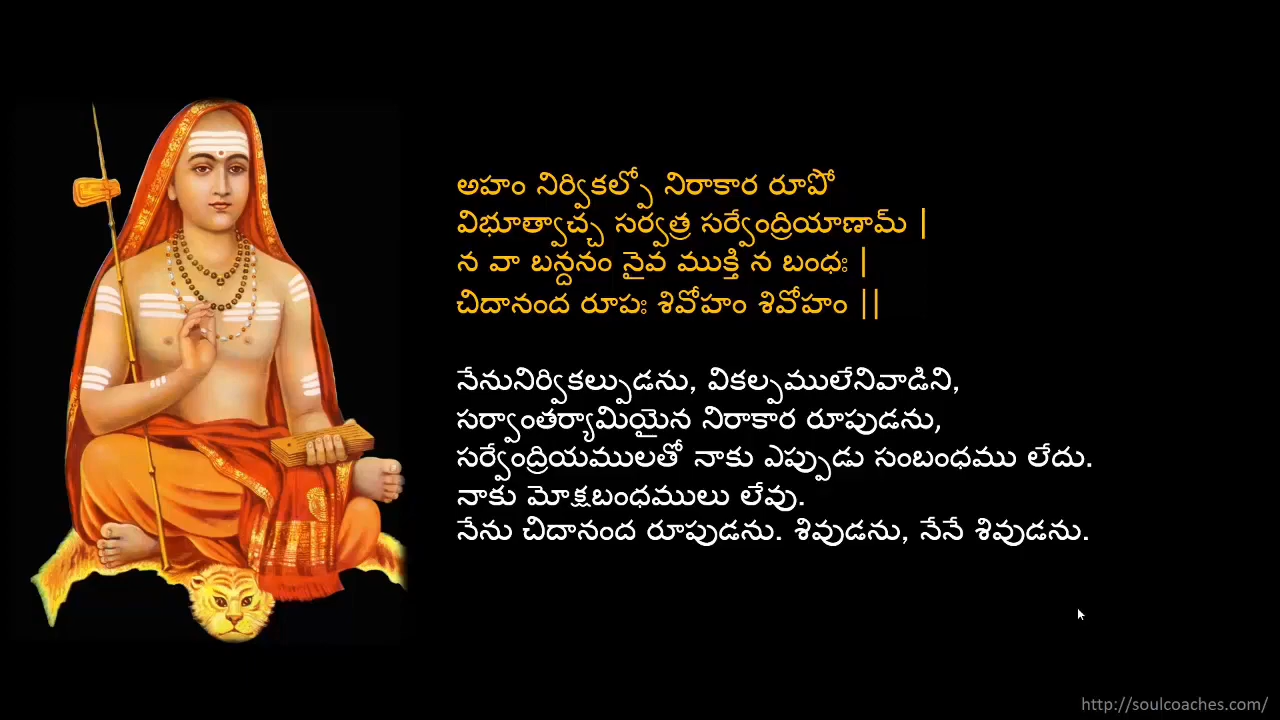 అహం నిర్వికల్పో నిరాకార రూపో
విభూత్వాచ్చ సర్వత్ర సర్వేంద్రియాణామ్ |
న వా బన్దనం నైవ ముక్తి న బంధః |
చిదానంద రూపః శివోహం శివోహం ||
నేనునిర్వికల్పుడను, వికల్పములేనివాడిని,
సర్వాంతర్యామియైన నిరాకార రూపుడను,
సర్వేంద్రియములతో నాకు ఎప్పుడు సంబంధము లేదు.
నాకు మోక్షబంధములు లేవు.
నేను చిదానంద రూపుడను. శివుడను, నేనే శివుడను.
http://soulcoaches.com/